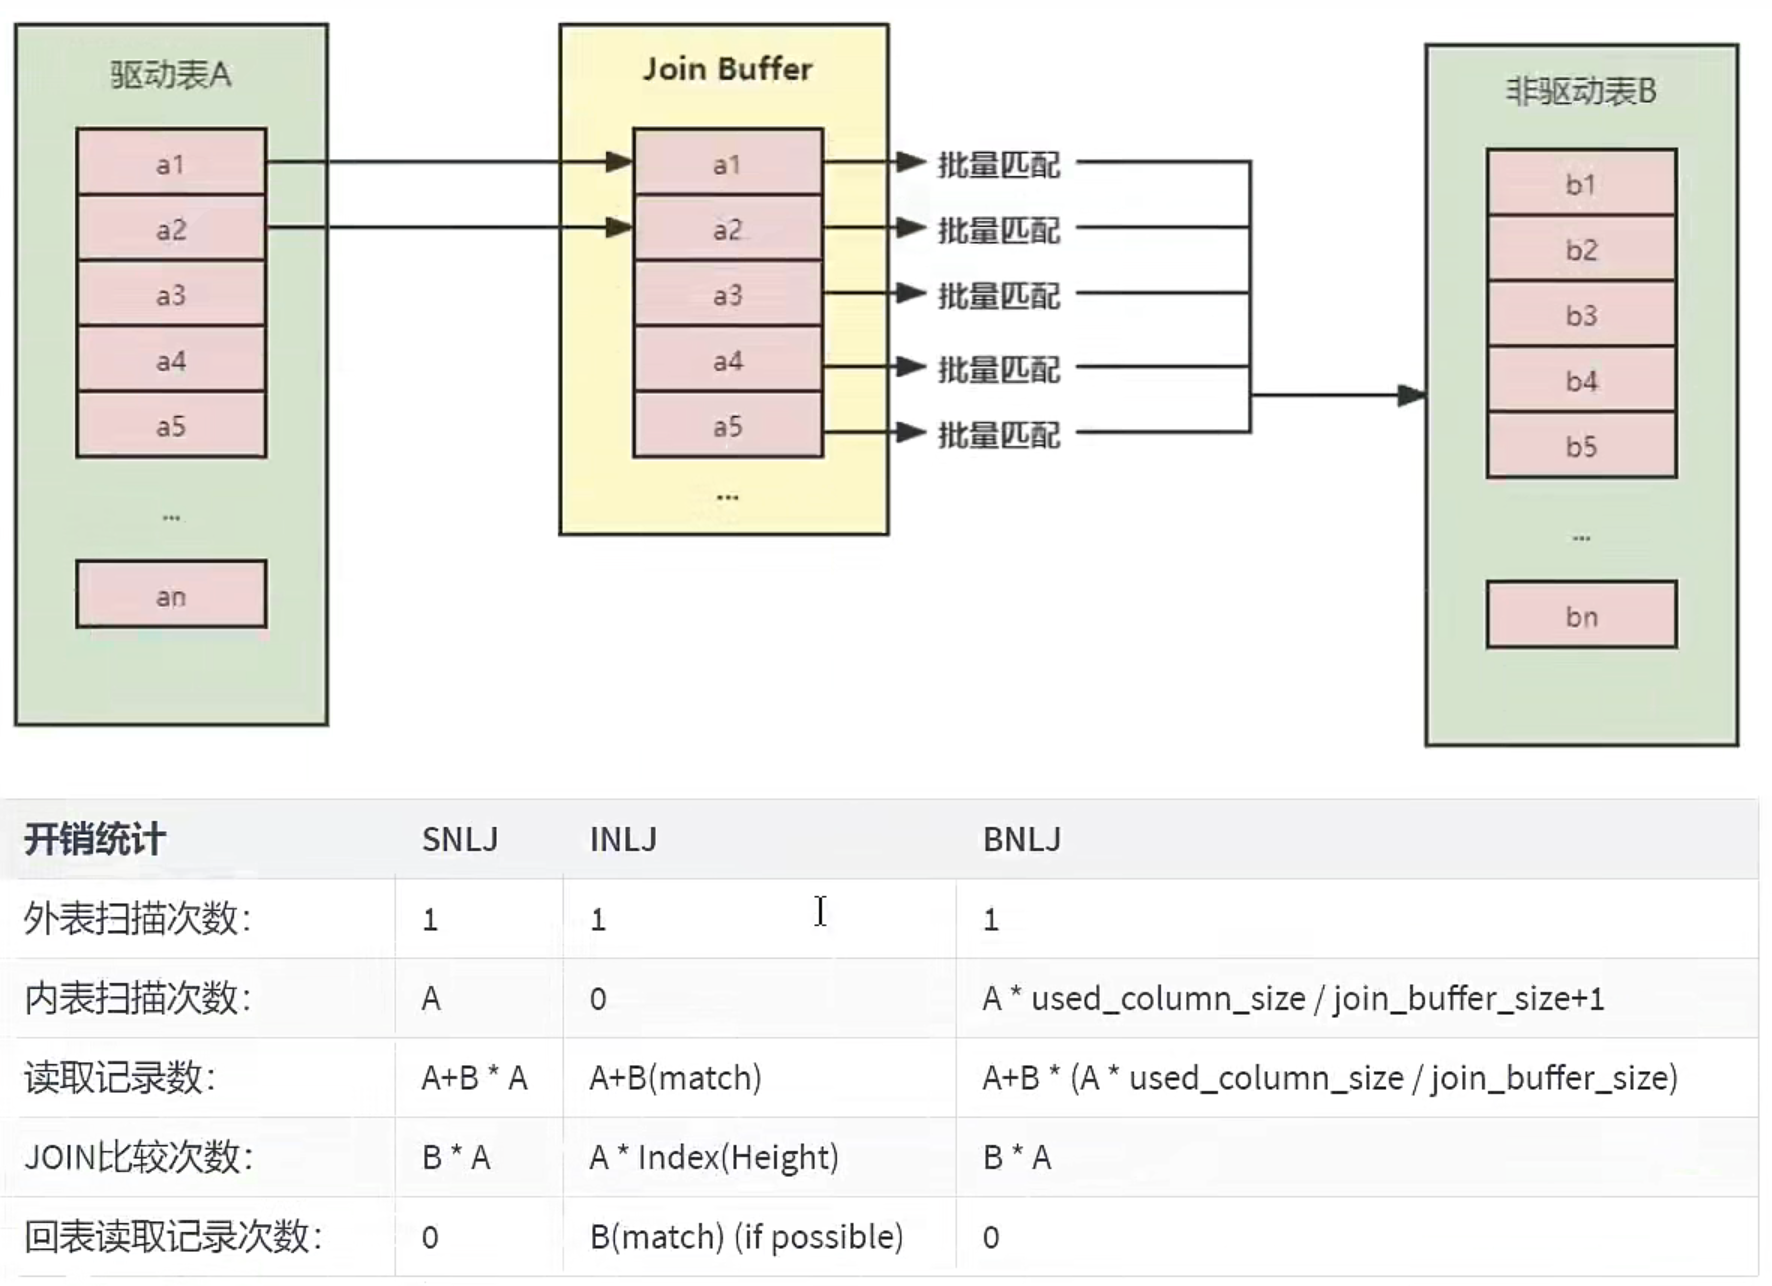 驱动表A
a1
a2
a3
a4
a5
...
an
Join Buffer
a1
a2
a3
a4
a5
...
批量匹配
批量匹配
批量匹配
批量匹配
批量匹配
非驱动表B
b1
b2
b3
b4
b5
...
bn
开销统计 SNLJ INLJ BNLJ
外表扫描次数: 1 1 1
内表扫描次数: A 0 A * used_column_size / join_buffer_size+1
读取记录数: A+B * A A+B(match) A+B * (A * used_column_size / join_buffer_size)
JOIN比较次数: B * A A * Index(Height) B * A
回表读取记录次数: 0 B(match) (if possible) 0